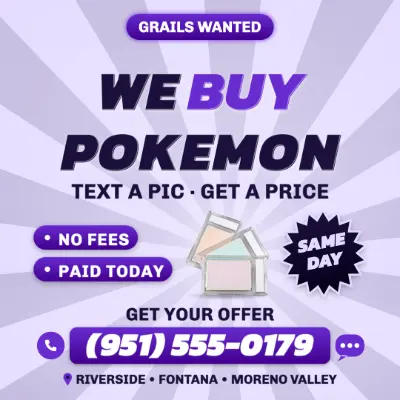 GRAILS WANTED
WE BUY
POKEMON
TEXT A PIC · GET A PRICE
• NO FEES
• PAID TODAY
SAME
DAY
GET YOUR OFFER
(951) 555-0179
RIVERSIDE • FONTANA • MORENO VALLEY